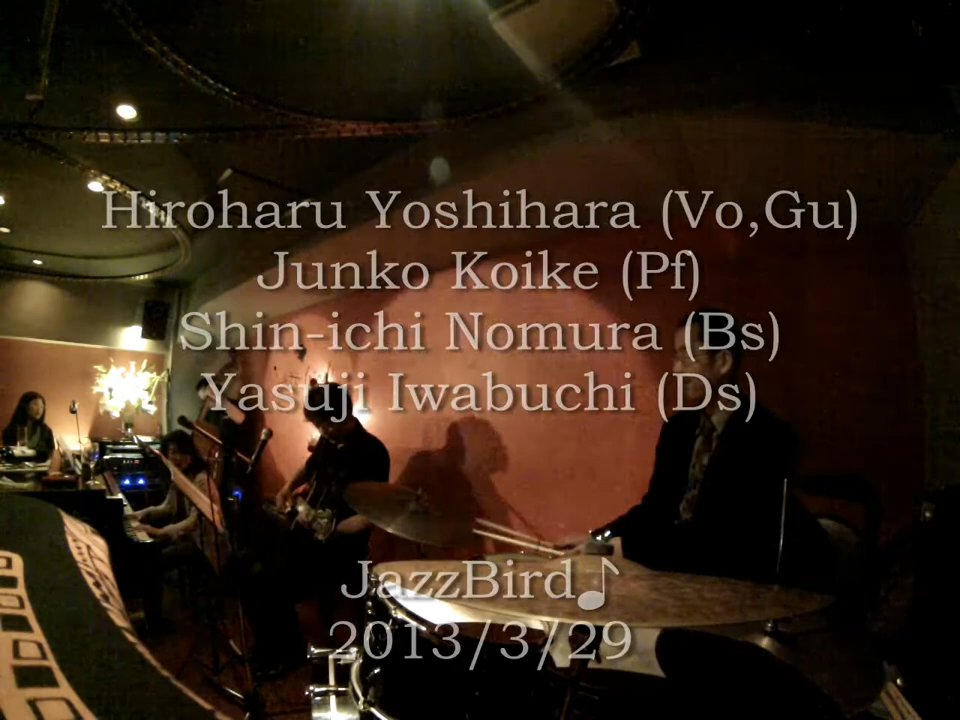 Hiroharu Yoshihara (Vo,Gu)
Junko Koike (Pf)
Shin-ichi Nomura (Bs)
Yasuji Iwabuchi (Ds)
JazzBird♪
2013/3/29